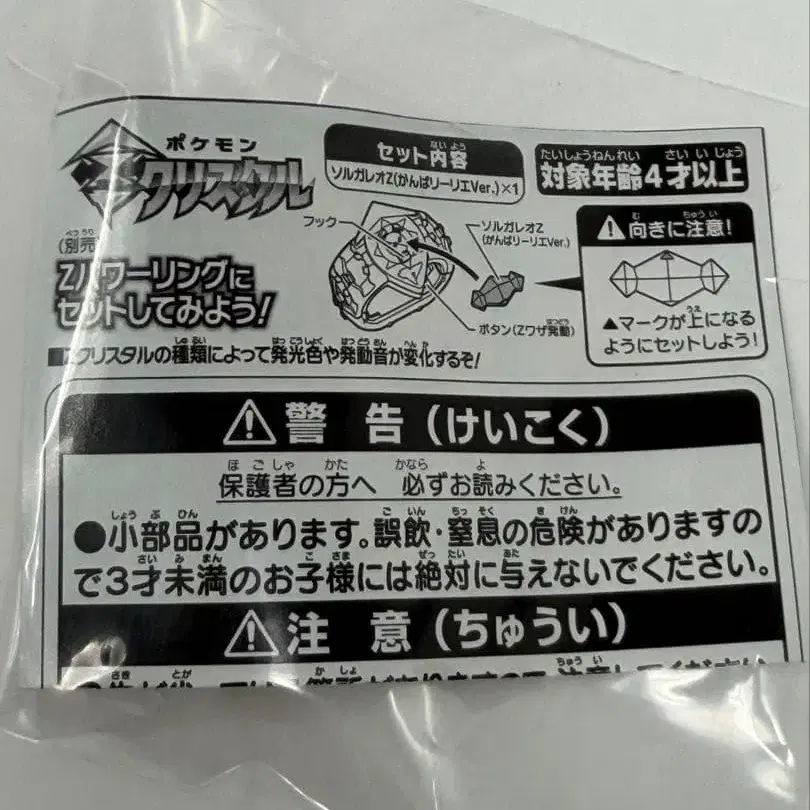 ポケモン
Zクリスタル
セット内容
ソルガレオZ(がんばリーリエVer.)×1
対象年齢4才以上
(別売
Zパワーリングに
セットしてみよう!
フック
ソルガレオZ
(がんばリーリエVer.)
ボタン(Zワザ発動)
⚠向きに注意!
▲マークが上になる
ようにセットしよう!
■Zクリスタルの種類によって発光色や発動音が変化するぞ!
⚠警 告(けいこく)
保護者の方へ 必ずお読みください。
●小部品があります。誤飲・窒息の危険がありますの
で3才未満のお子様には絶対に与えないでください。
⚠注 意(ちゅうい)